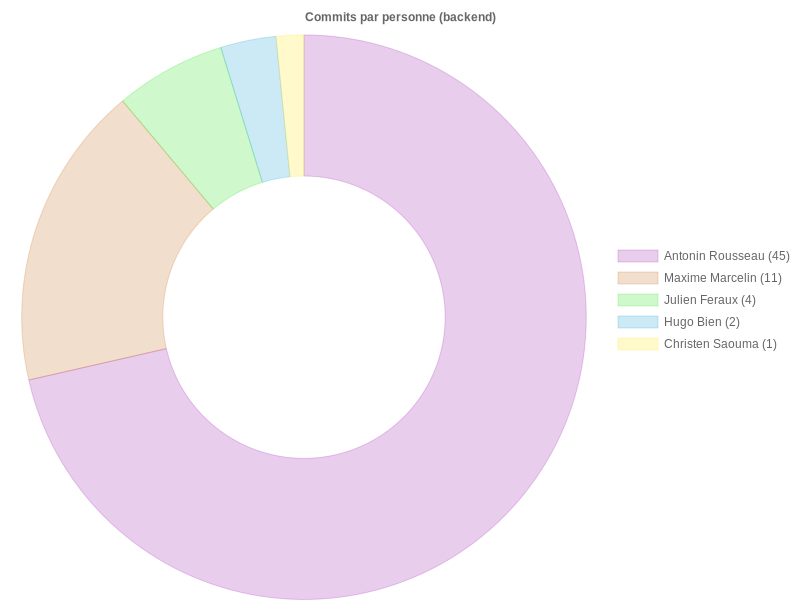 Commits par personne (backend)
Antonin Rousseau (45)
Maxime Marcelin (11)
Julien Feraux (4)
Hugo Bien (2)
Christen Saouma (1)